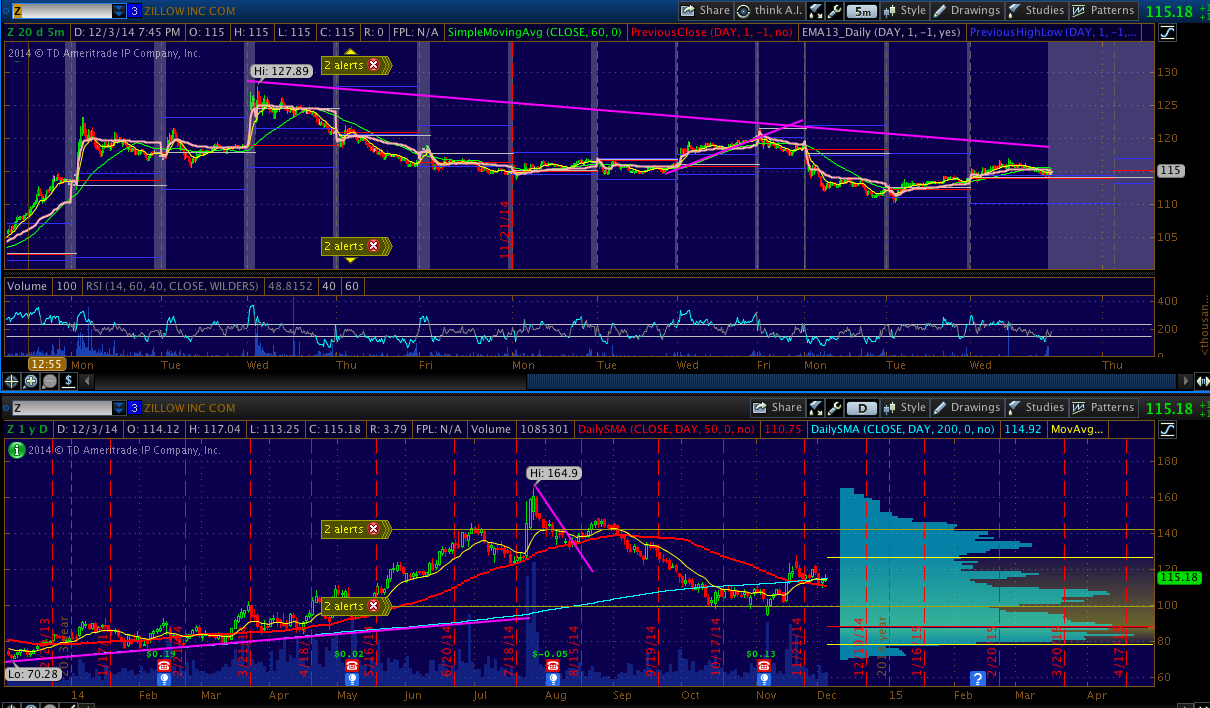 Z 3 ZILLOW INC COM Share think A.I. 5m Style Drawings Studies Patterns 115.18
Z 20 d 5m D: 12/3/14 7:45 PM O: 115 H: 115 L: 115 C: 115 R: 0 FPL: N/A SimpleMovingAvg (CLOSE, 60, 0) PreviousClose (DAY, 1, -1, no) EMA13_Daily (DAY, 1, -1, yes) PreviousHighLow (DAY, 1, -1,...
2014 © TD Ameritrade IP Company, Inc.
Hi: 127.89
2 alerts
130
125
120
115
110
105
2 alerts
11/21/14
Volume 100 RSI (14, 60, 40, CLOSE, WILDERS) 48.8152 40 60
400
200
0
<thousan...
12:55 Mon Tue Wed Thu Fri Mon Tue Wed Fri Mon Tue Wed Thu
$
Z 3 ZILLOW INC COM Share D Style Drawings Studies Patterns 115.18
Z 1 y D D: 12/3/14 O: 114.12 H: 117.04 L: 113.25 C: 115.18 R: 3.79 FPL: N/A Volume 1085301 DailySMA (CLOSE, DAY, 50, 0, no) 110.75 DailySMA (CLOSE, DAY, 200, 0, no) 114.92 MovAvg...
2014 © TD Ameritrade IP Company, Inc.
Hi: 164.9
2 alerts
2 alerts
180
160
140
120
115.18
100
80
60
1/17/14
2/21/14
3/21/14
4/18/14
5/16/14
6/20/14
7/18/14
8/15/14
9/19/14
10/17/14
11/21/14
1/16/15
2/20/15
4/17/15
$0.19
$0.02
$-0.05
$0.13
Lo: 70.28
14 Feb Mar Apr May Jun Jul Aug Sep Oct Nov Dec 15 Feb Mar Apr